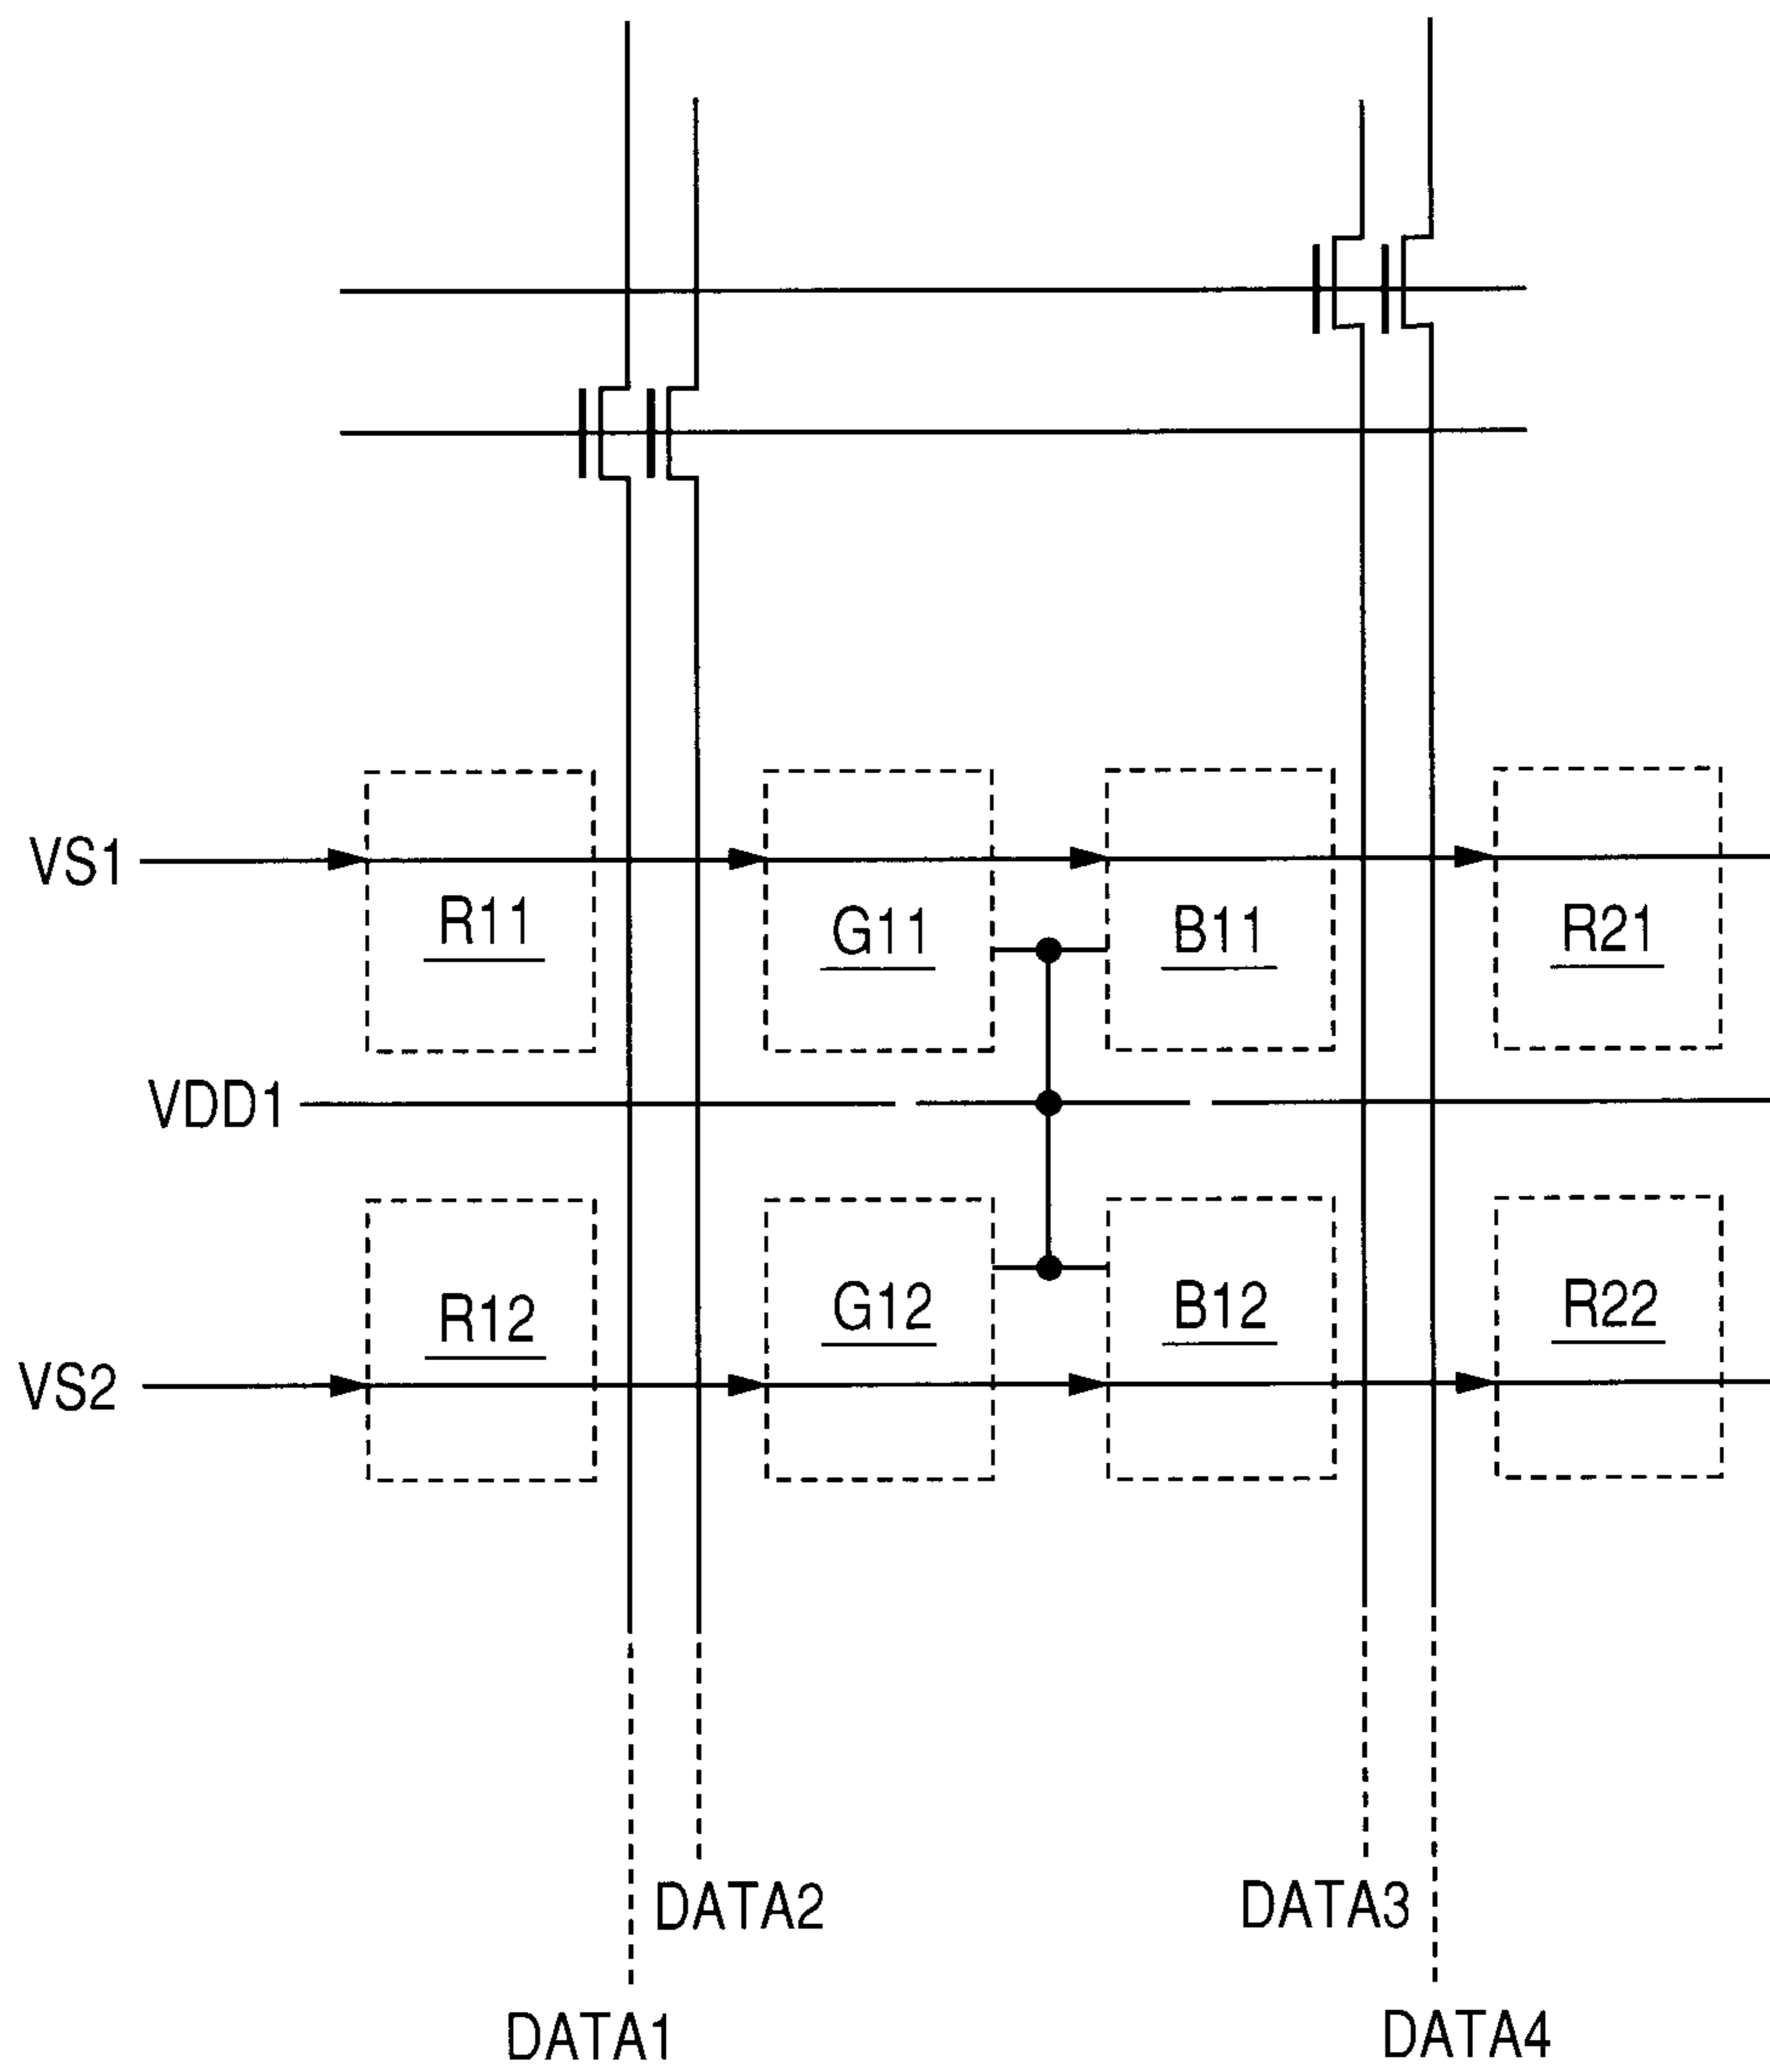 VS1
R11
G11
B11
R21
VDD1
R12
G12
B12
R22
VS2
DATA2
DATA3
DATA1
DATA4